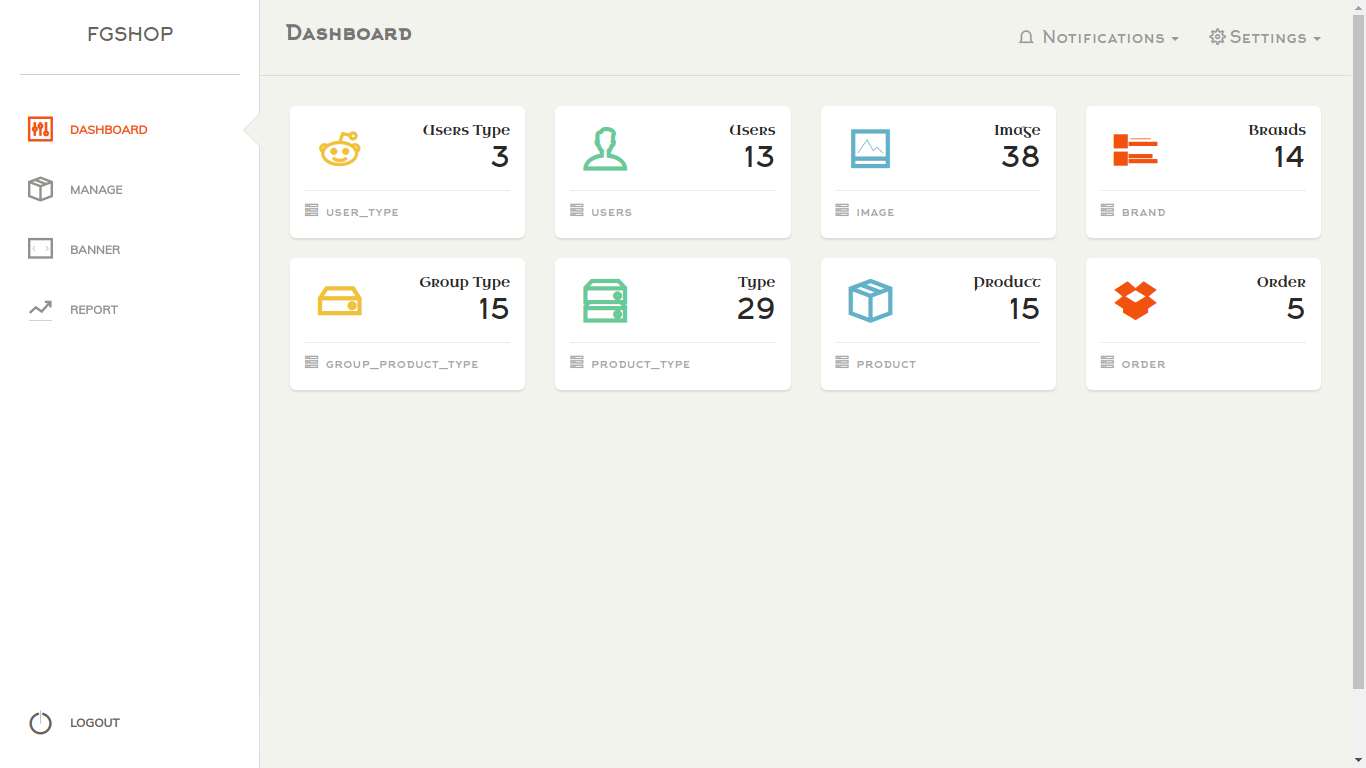 FGSHOP
DASHBOARD
MANAGE
BANNER
REPORT
LOGOUT
Dashboard
Notifications
Settings
Users Type
3
USER_TYPE
Users
13
USERS
Image
38
IMAGE
Brands
14
BRAND
Group Type
15
GROUP_PRODUCT_TYPE
Type
29
PRODUCT_TYPE
Product
15
PRODUCT
Order
5
ORDER